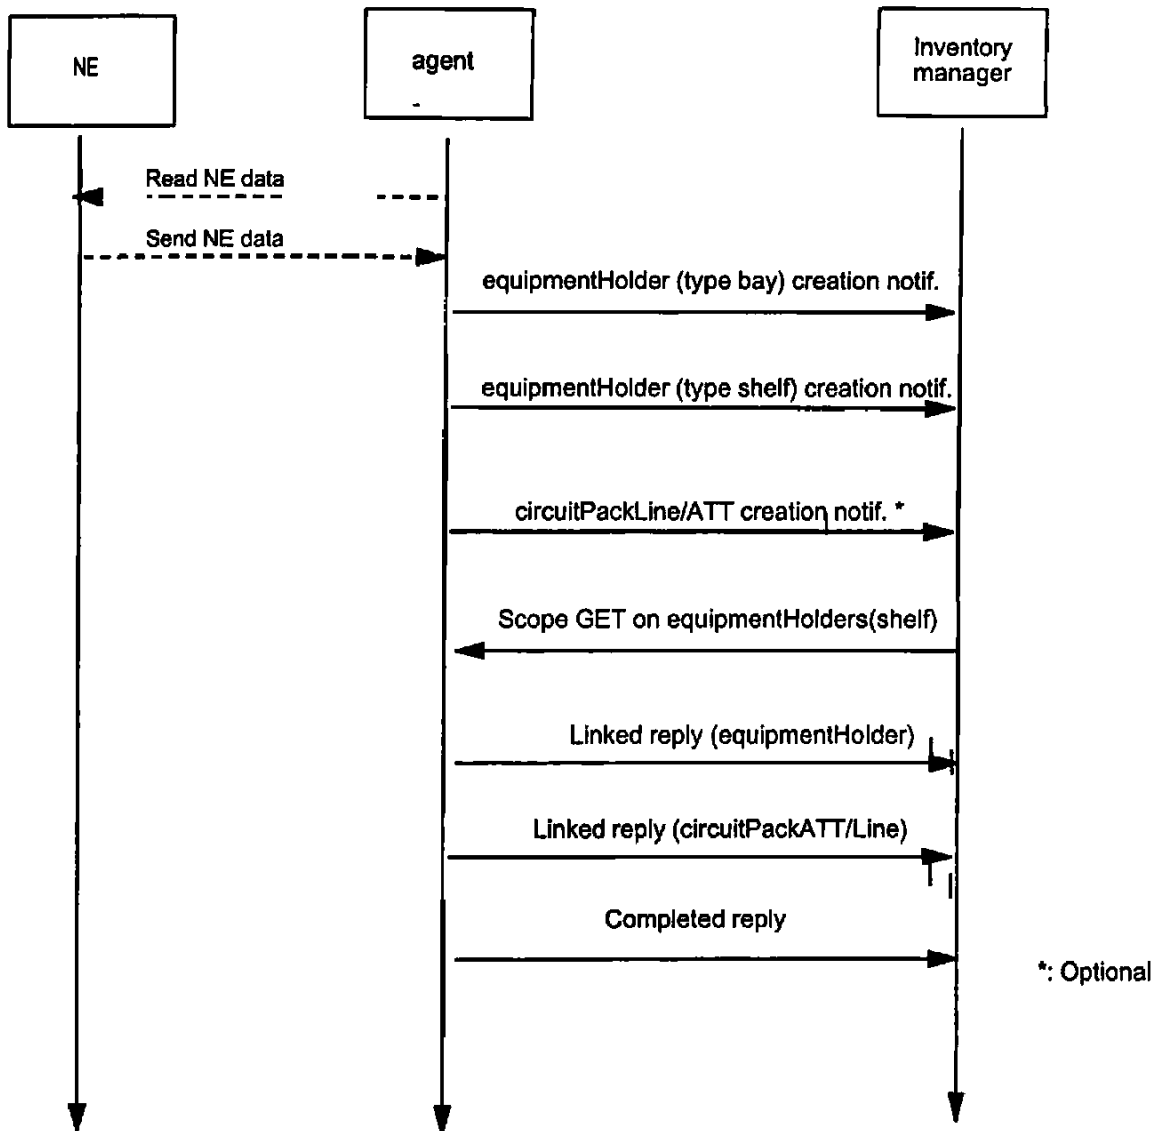 NE
agent
Inventory
manager
Read NE data
Send NE data
equipmentHolder (type bay) creation notif.
equipmentHolder (type shelf) creation notif.
circuitPackLine/ATT creation notif. *
Scope GET on equipmentHolders(shelf)
Linked reply (equipmentHolder)
Linked reply (circuitPackATT/Line)
Completed reply
*: Optional